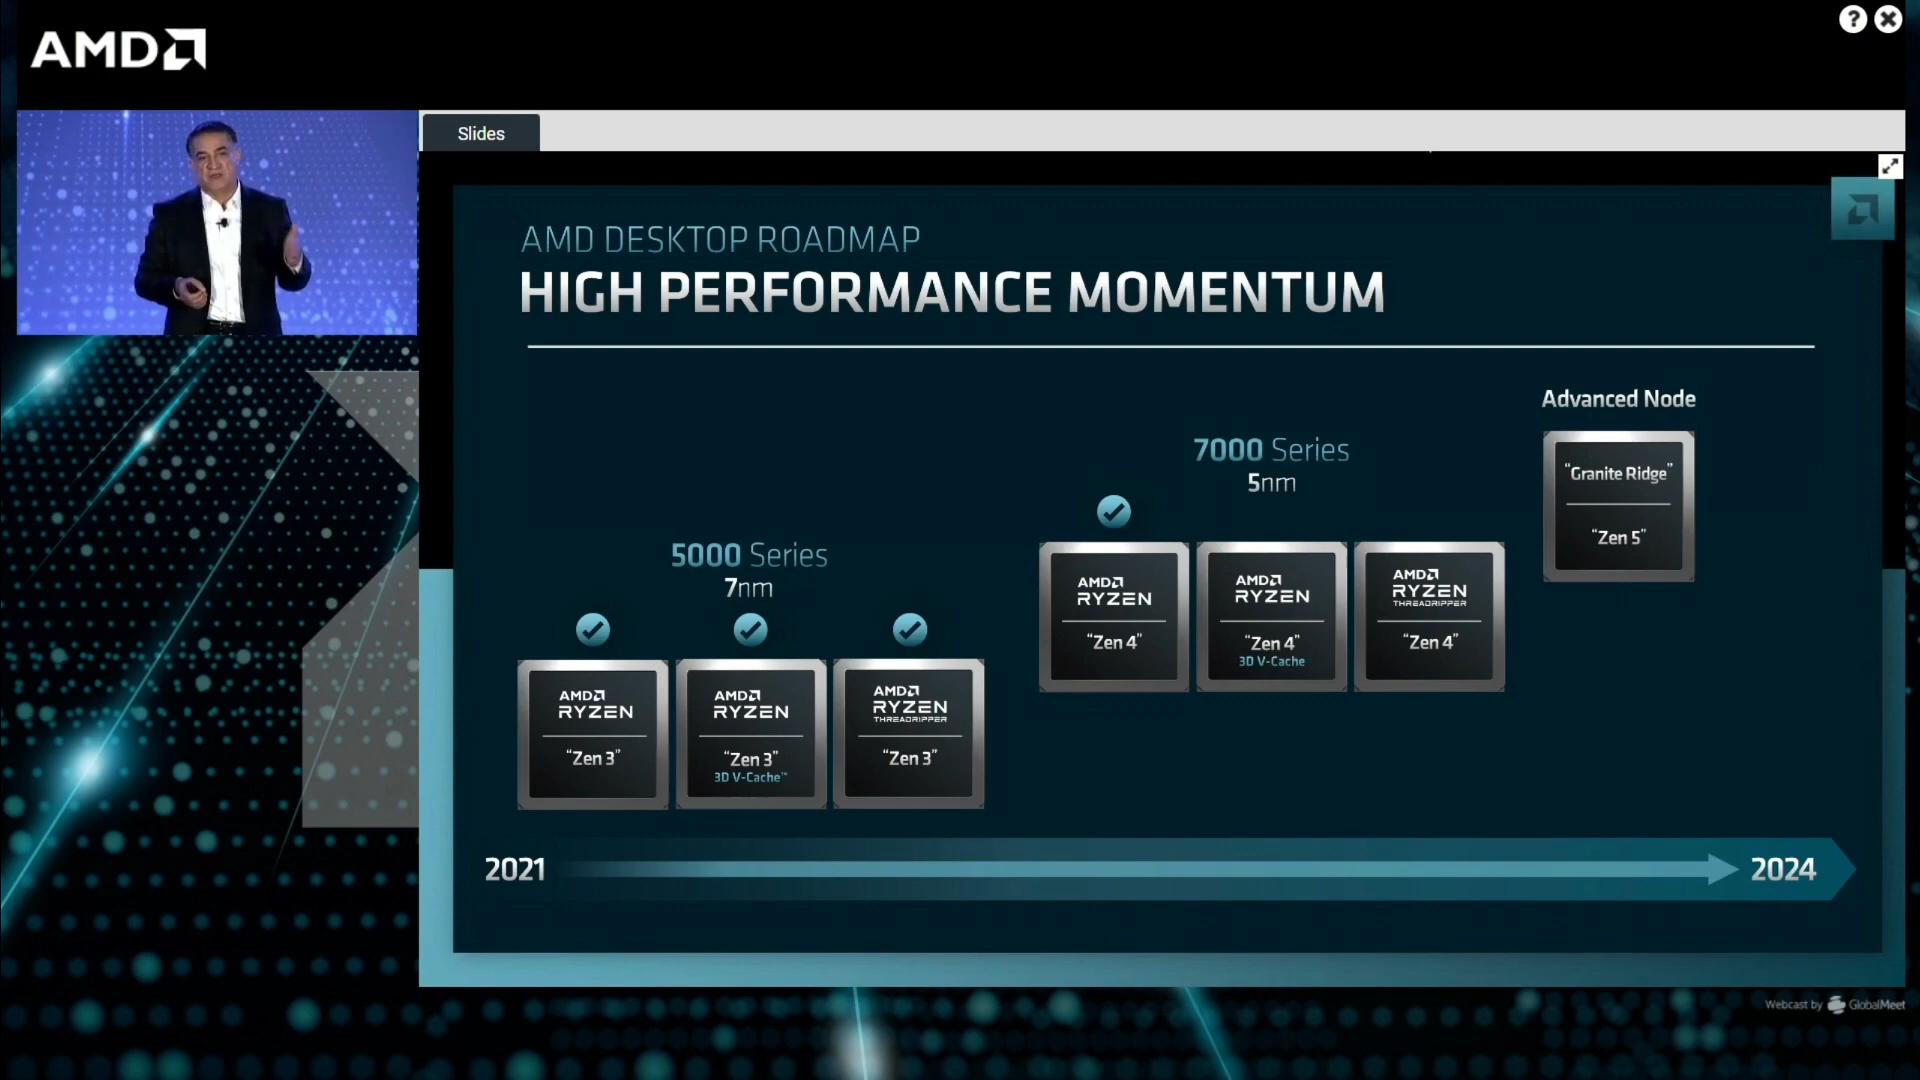 AMD
?
Slides
AMD DESKTOP ROADMAP
HIGH PERFORMANCE MOMENTUM
Advanced Node
“Granite Ridge”
“Zen 5”
7000 Series
5nm
AMD
RYZEN
“Zen 4”
AMD
RYZEN
“Zen 4”
3D V-Cache
AMD
RYZEN
THREADRIPPER
“Zen 4”
5000 Series
7nm
AMD
RYZEN
“Zen 3”
AMD
RYZEN
“Zen 3”
3D V-Cache™
AMD
RYZEN
THREADRIPPER
“Zen 3”
2021
2024
Webcast by GlobalMeet